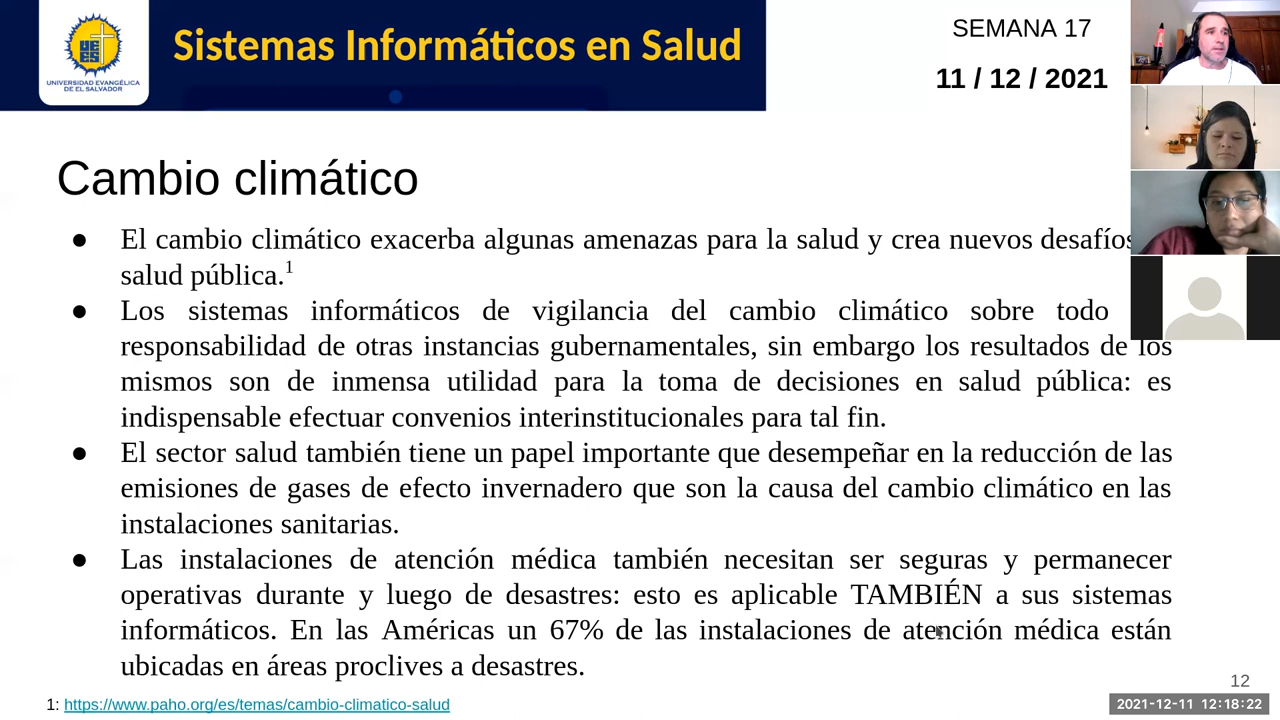 UNIVERSIDAD EVANGÉLICA
DE EL SALVADOR
Sistemas Informáticos en Salud
SEMANA 17
11 / 12 / 2021
Cambio climático
● El cambio climático exacerba algunas amenazas para la salud y crea nuevos desafíos
salud pública.1
● Los sistemas informáticos de vigilancia del cambio climático sobre todo
responsabilidad de otras instancias gubernamentales, sin embargo los resultados de los
mismos son de inmensa utilidad para la toma de decisiones en salud pública: es
indispensable efectuar convenios interinstitucionales para tal fin.
● El sector salud también tiene un papel importante que desempeñar en la reducción de las
emisiones de gases de efecto invernadero que son la causa del cambio climático en las
instalaciones sanitarias.
● Las instalaciones de atención médica también necesitan ser seguras y permanecer
operativas durante y luego de desastres: esto es aplicable TAMBIÉN a sus sistemas
informáticos. En las Américas un 67% de las instalaciones de atención médica están
ubicadas en áreas proclives a desastres.
12
1: https://www.paho.org/es/temas/cambio-climatico-salud
2021-12-11 12:18:22